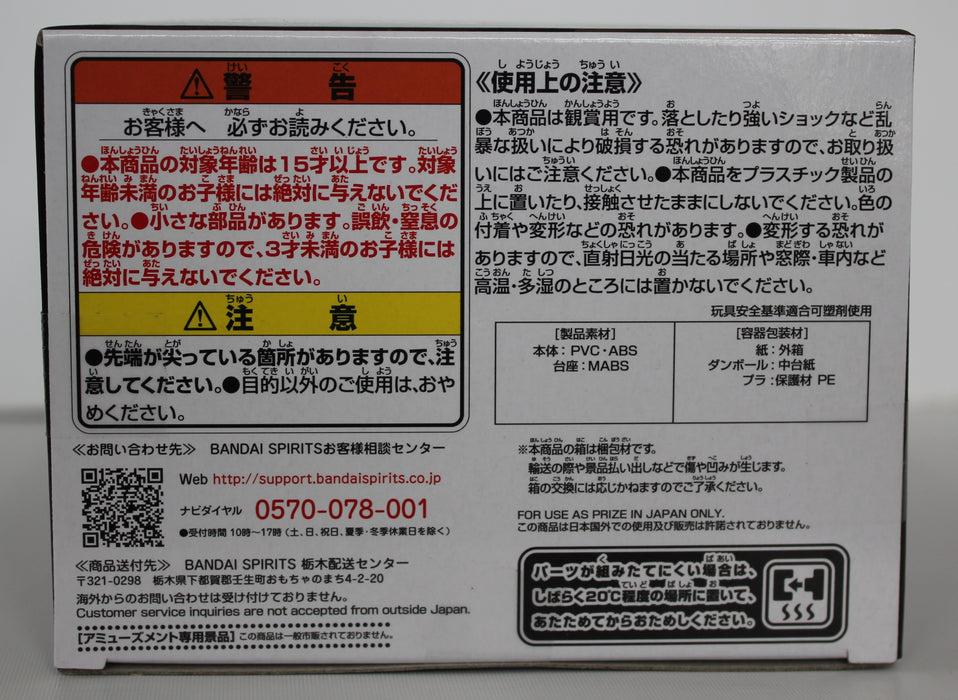 警告
お客様へ 必ずお読みください。
●本商品の対象年齢は15才以上です。対象
年齢未満のお子様には絶対に与えないでくだ
さい。●小さな部品があります。誤飲・窒息の
危険がありますので、3才未満のお子様には
絶対に与えないでください。
注意
●先端が尖っている箇所がありますので、注
意してください。●目的以外のご使用は、おや
めください。
≪お問い合わせ先≫ BANDAI SPIRITSお客様相談センター
Web http://support.bandaispirits.co.jp
ナビダイヤル 0570-078-001
●受付時間 10時〜17時 (土、日、祝日、夏季・冬季休業日を除く)
≪商品送付先≫ BANDAI SPIRITS 栃木配送センター
〒321-0298 栃木県下都賀郡壬生町おもちゃのまち4-2-20
海外からのお問い合わせは受け付けておりません。
Customer service inquiries are not accepted from outside Japan.
[アミューズメント専用景品] この商品は一般市販されておりません。
≪使用上の注意≫
●本商品は観賞用です。落としたり強いショックなど乱
暴な扱いにより破損する恐れがありますので、お取り扱
いにはご注意ください。●本商品をプラスチック製品の
上に置いたり、接触させたままにしないでください。色の
付着や変形などの恐れがあります。●変形する恐れが
ありますので、直射日光の当たる場所や窓際・車内など
高温・多湿のところには置かないでください。
玩具安全基準適合可塑剤使用
[製品素材]
本体：PVC・ABS
台座：MABS
[容器包装材]
紙：外箱
ダンボール：中台紙
プラ：保護材 PE
※本商品の箱は梱包材です。
輸送の際や景品払い出しなどで傷や凹みが生じます。
箱の交換には応じかねますのでご了承ください。
FOR USE AS PRIZE IN JAPAN ONLY.
この商品は日本国外での使用及び販売は許諾されておりません。
パーツが組みたてにくい場合は、
しばらく20℃程度の場所に置いて、
あたためてからおためしください。